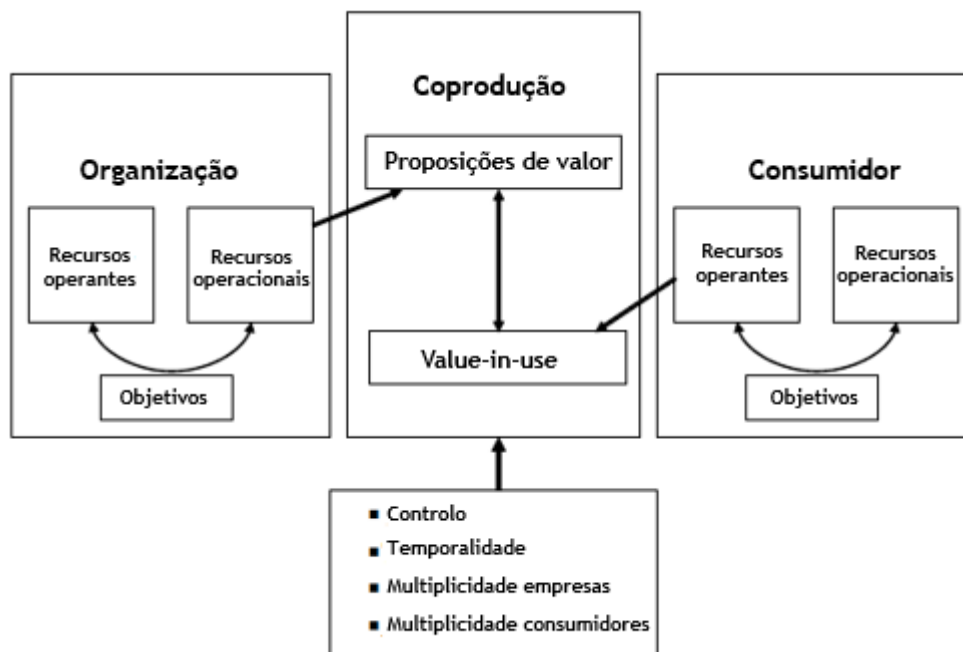 Organização
Recursos
operantes
Recursos
operacionais
Objetivos
Coprodução
Proposições de valor
Value-in-use
Consumidor
Recursos
operantes
Recursos
operacionais
Objetivos
▪ Controlo
▪ Temporalidade
▪ Multiplicidade empresas
▪ Multiplicidade consumidores